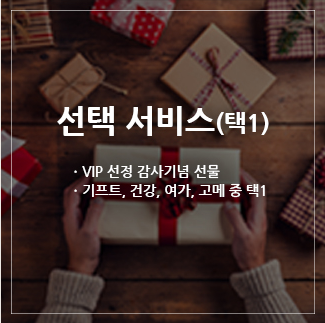 선택 서비스(택1)
· VIP 선정 감사기념 선물
· 기프트, 건강, 여가, 고메 중 택1